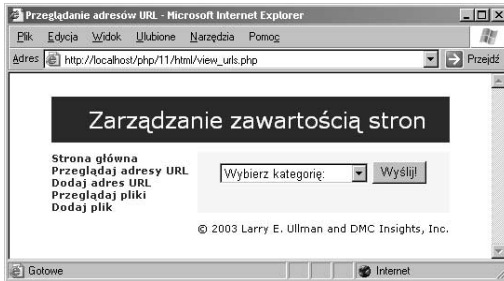 Przeglądanie adresów URL - Microsoft Internet Explorer
Plik Edycja Widok Ulubione Narzędzia Pomoc
Adres http://localhost/php/11/html/view_urls.php Przejdź
Zarządzanie zawartością stron
Strona główna
Przeglądaj adresy URL
Dodaj adres URL
Przeglądaj pliki
Dodaj plik
Wybierz kategorię: Wyślij!
© 2003 Larry E. Ullman and DMC Insights, Inc.
Gotowe Internet